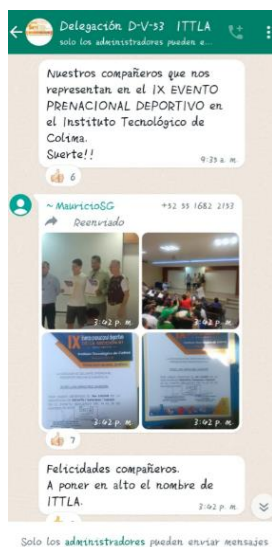 Delegación D-V-53 ITTLA
solo los administradores pueden e...
Nuestros compañeros que nos
representan en el IX EVENTO
PRENACIONAL DEPORTIVO en
el Instituto Tecnológico de
Colima.
Suerte!!
9:35 a. m.
6
~ MauricioSG +52 55 1682 2153
Reenviado
3:42 p. m.
3:42 p. m.
IX
Instituto Tecnológico de Colima
3:42 p. m.
3:42 p. m.
7
Felicidades compañeros.
A poner en alto el nombre de
ITTLA.
3:42 p. m.
Solo los administradores pueden enviar mensajes